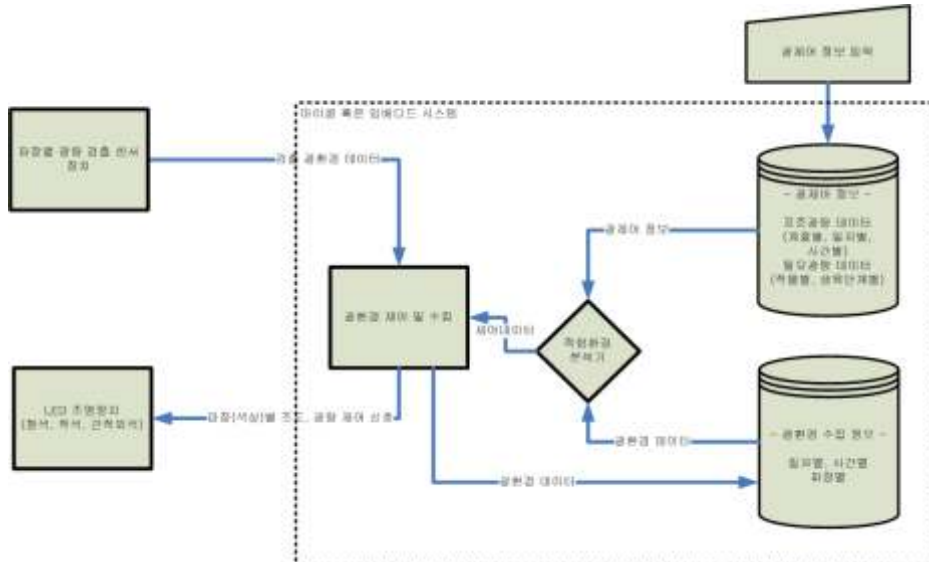 광제어 정보 입력
마이컴 혹은 임베디드 시스템
파장별 광량 검출 센서
장치
검출 광환경 데이터
- 광제어 정보 -
표준광량 데이터
(계절별, 일자별,
시간별)
필요광량 데이터
(작물별, 생육단계별)
광제어 정보
광환경 제어 및 수집
제어데이터
적정환경
분석기
LED 조명장치
(청색, 적색, 근적외색)
파장(색상)별 조도, 광량 제어 신호
광환경 데이터
- 광환경 수집 정보 -
일자별, 시간별
파장별
광환경 데이터